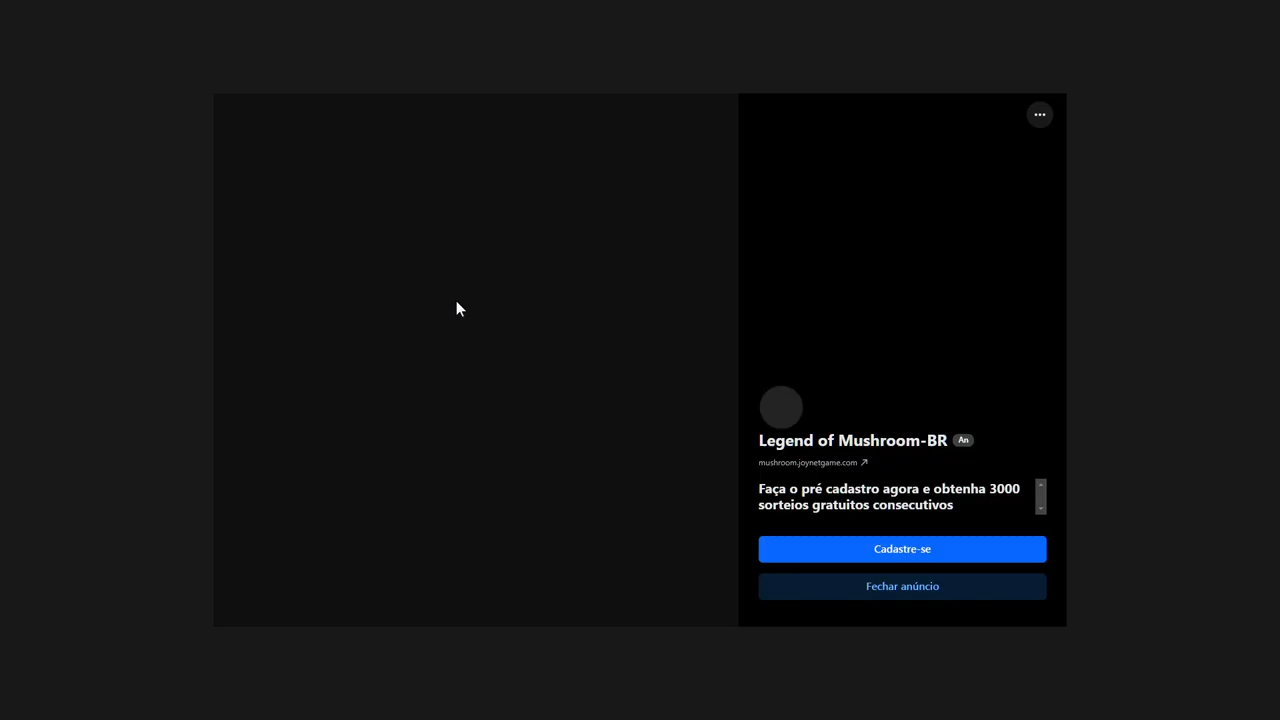 Legend of Mushroom-BR An
mushroom.joynetgame.com
Faça o pré cadastro agora e obtenha 3000
sorteios gratuitos consecutivos
Cadastre-se
Fechar anúncio